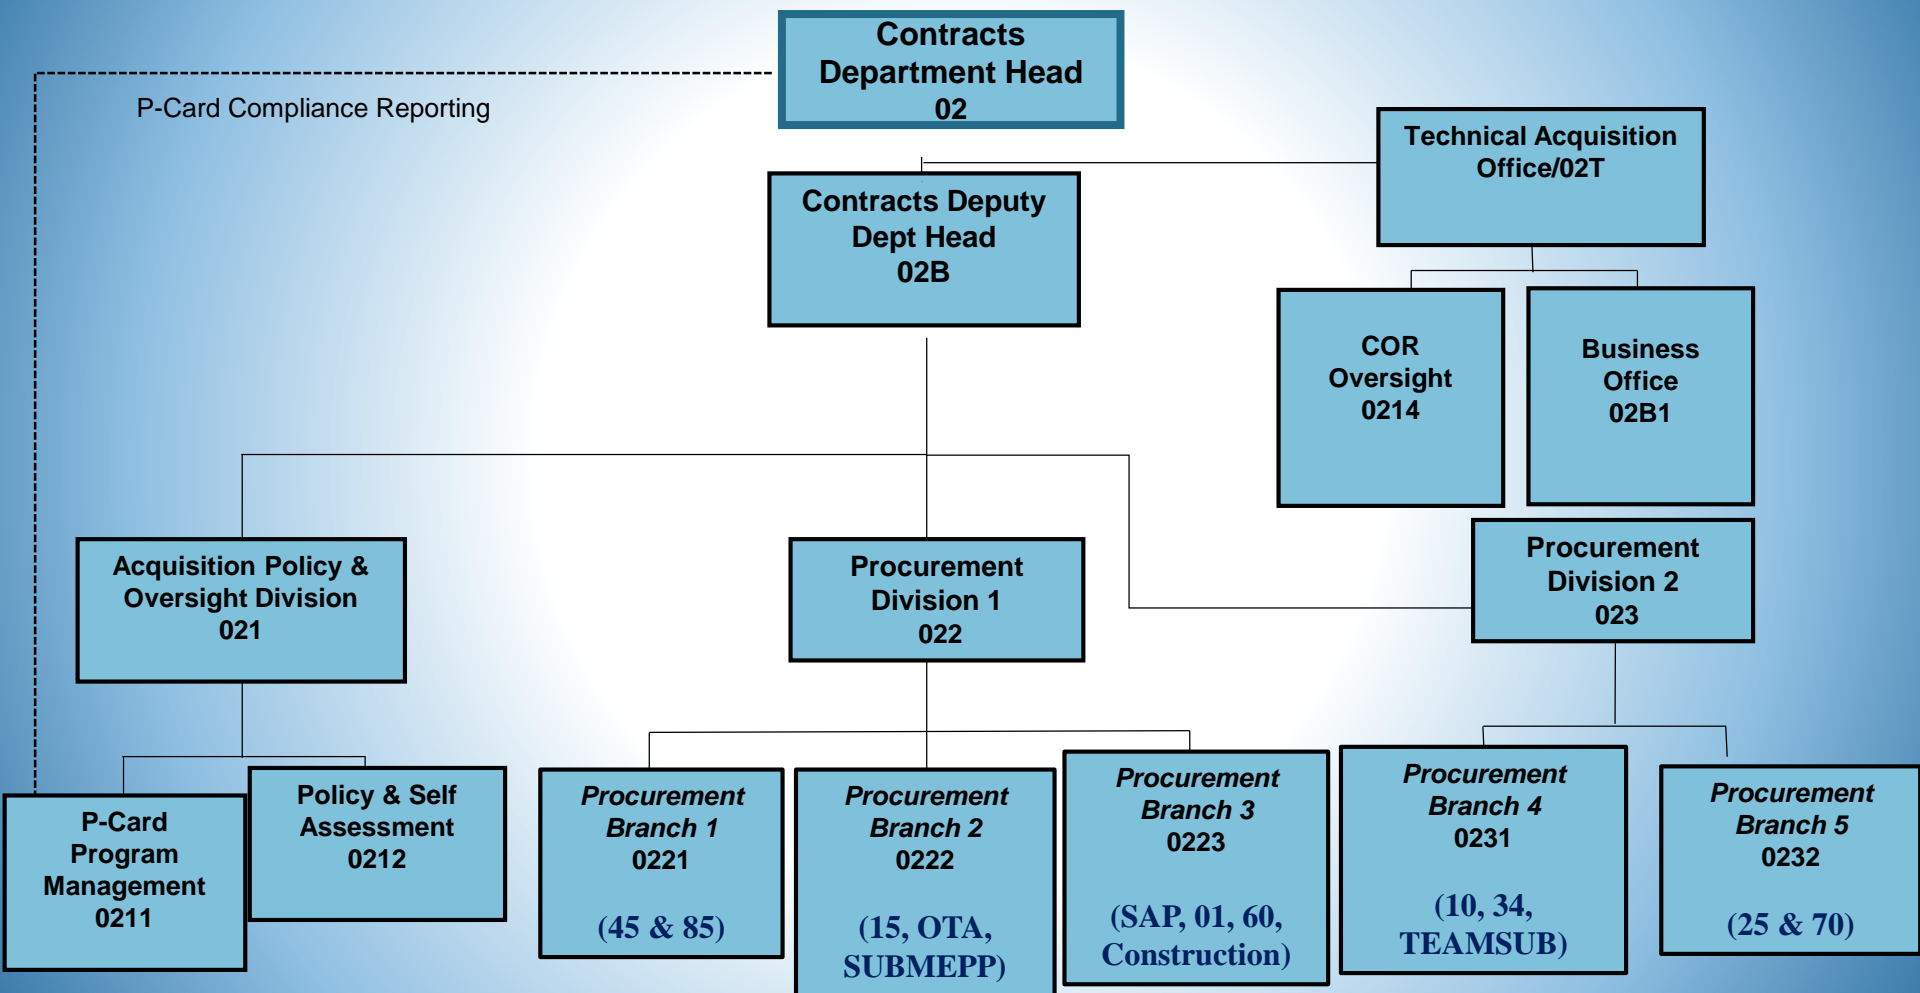 Contracts
Department Head
02
P-Card Compliance Reporting
Technical Acquisition
Office/02T
Contracts Deputy
Dept Head
02B
COR
Oversight
0214
Business
Office
02B1
Acquisition Policy &
Oversight Division
021
Procurement
Division 1
022
Procurement
Division 2
023
P-Card
Program
Management
0211
Policy & Self
Assessment
0212
Procurement
Branch 1
0221
(45 & 85)
Procurement
Branch 2
0222
(15, OTA,
SUBMEPP)
Procurement
Branch 3
0223
(SAP, 01, 60,
Construction)
Procurement
Branch 4
0231
(10, 34,
TEAMSUB)
Procurement
Branch 5
0232
(25 & 70)